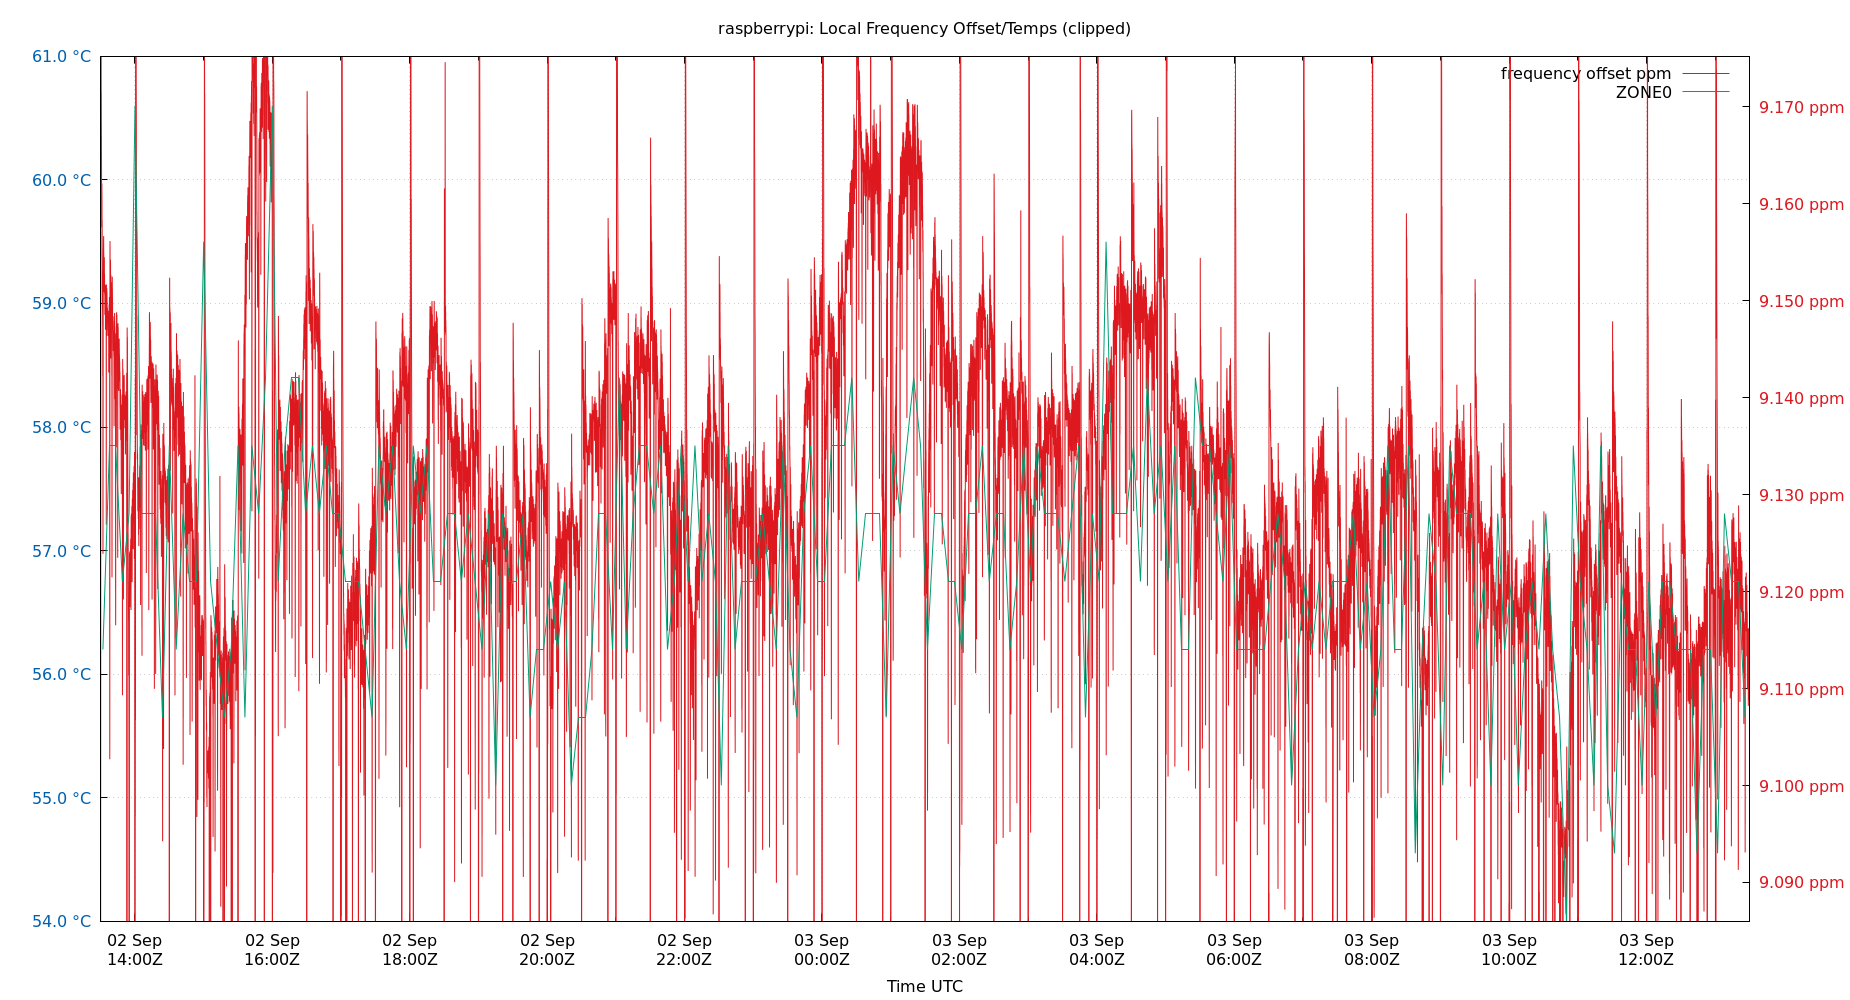 raspberrypi: Local Frequency Offset/Temps (clipped)
frequency offset ppm
ZONE0
61.0 °C
60.0 °C
59.0 °C
58.0 °C
57.0 °C
56.0 °C
55.0 °C
54.0 °C
9.170 ppm
9.160 ppm
9.150 ppm
9.140 ppm
9.130 ppm
9.120 ppm
9.110 ppm
9.100 ppm
9.090 ppm
02 Sep
14:00Z
02 Sep
16:00Z
02 Sep
18:00Z
02 Sep
20:00Z
02 Sep
22:00Z
03 Sep
00:00Z
03 Sep
02:00Z
03 Sep
04:00Z
03 Sep
06:00Z
03 Sep
08:00Z
03 Sep
10:00Z
03 Sep
12:00Z
Time UTC